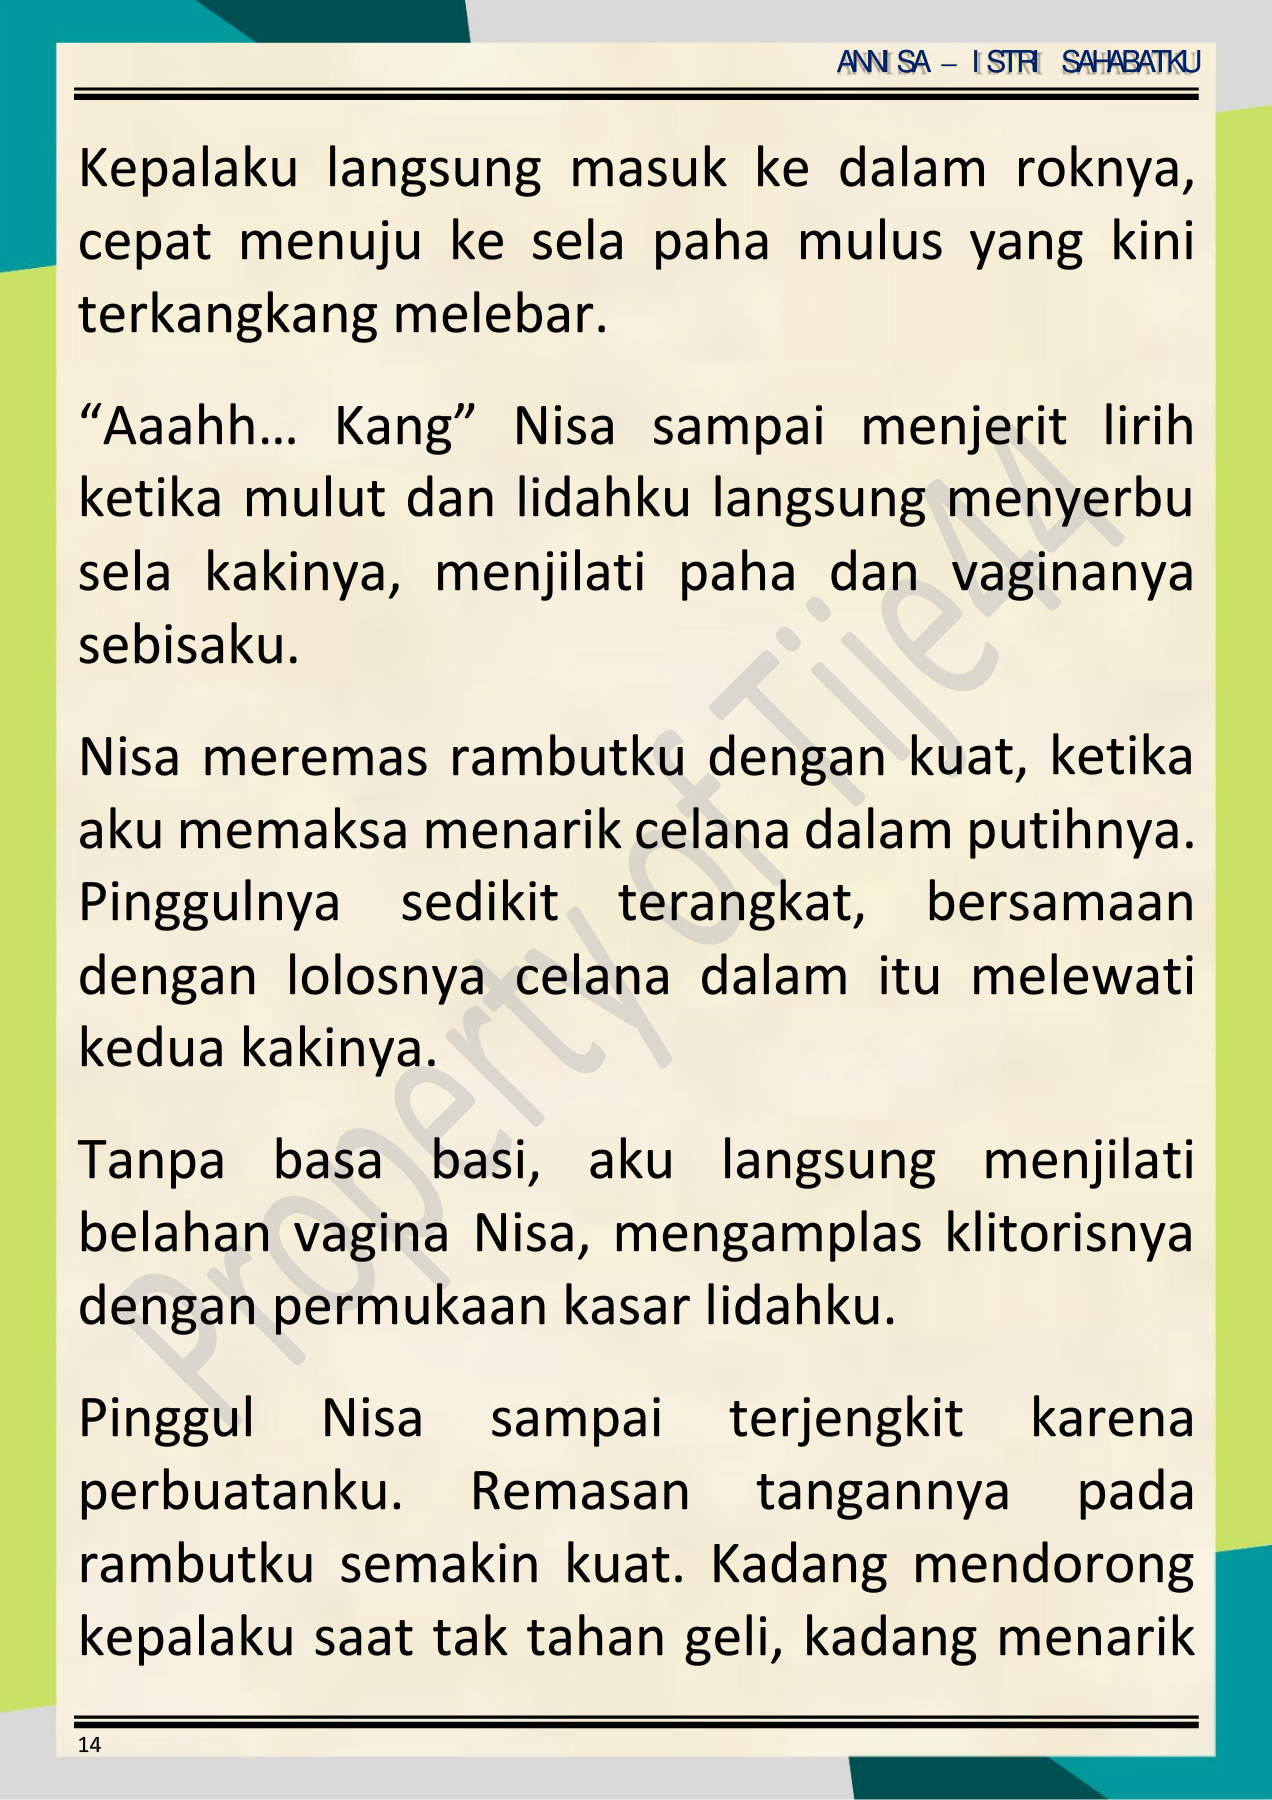 ANNISA – ISTRI SAHABATKU
Kepalaku langsung masuk ke dalam roknya,
cepat menuju ke sela paha mulus yang kini
terkangkang melebar.
“Aaahh… Kang” Nisa sampai menjerit lirih
ketika mulut dan lidahku langsung menyerbu
sela kakinya, menjilati paha dan vaginanya
sebisaku.
Nisa meremas rambutku dengan kuat, ketika
aku memaksa menarik celana dalam putihnya.
Pinggulnya sedikit terangkat, bersamaan
dengan lolosnya celana dalam itu melewati
kedua kakinya.
Tanpa basa basi, aku langsung menjilati
belahan vagina Nisa, mengamplas klitorisnya
dengan permukaan kasar lidahku.
Pinggul Nisa sampai terjengkit karena
perbuatanku. Remasan tangannya pada
rambutku semakin kuat. Kadang mendorong
kepalaku saat tak tahan geli, kadang menarik
14
Property of Tije44